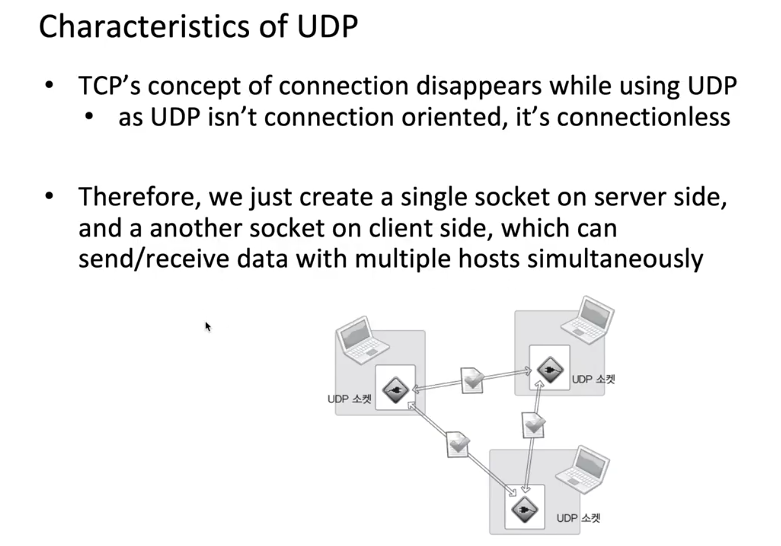 Characteristics of UDP
• TCP's concept of connection disappears while using UDP
• as UDP isn't connection oriented, it's connectionless
• Therefore, we just create a single socket on server side,
and a another socket on client side, which can
send/receive data with multiple hosts simultaneously
UDP 소켓
UDP 소켓
UDP 소켓